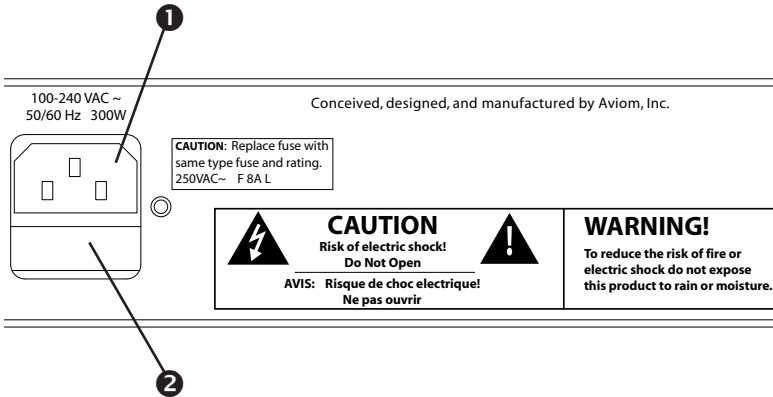 1
100-240 VAC ~
50/60 Hz 300W
Conceived, designed, and manufactured by Aviom, Inc.
CAUTION: Replace fuse with
same type fuse and rating.
250VAC~ F 8A L
CAUTION
Risk of electric shock!
Do Not Open
AVIS: Risque de choc electrique!
Ne pas ouvrir
WARNING!
To reduce the risk of fire or
electric shock do not expose
this product to rain or moisture.
2